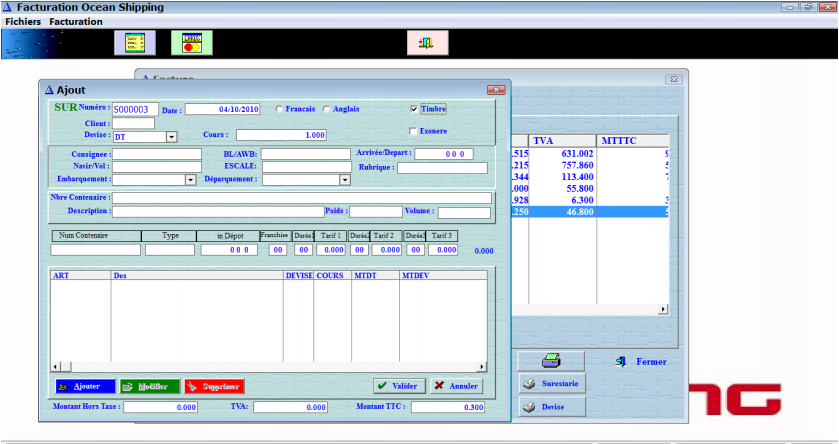 Facturation Ocean Shipping
Fichiers Facturation
Ajout
SUR Numéro : S000003 Date : 04/10/2010 Francais Anglais Timbre
Client :
Devise : DT Cours : 1.000 Exonere
Consignee : BL/AWB: Arrivée/Depart : 0 0 0
Navir/Vol : ESCALE: Rubrique :
Embarquement : Déparquement :
Nbre Contenaire :
Description : Poids : Volume :
Num Contenaire Type in Dépot Franchise Durée1 Tarif 1 Durée2 Tarif 2 Durée3 Tarif 3
0 0 0 00 00 0.000 00 0.000 00 0.000 0.000
ART Des DEVISE COURS MTDT MTDEV
Ajouter Modifier Supprimer Valider Annuler
Montant Hors Taxe : 0.000 TVA: 0.000 Montant TTC : 0.300
TVA MTTTC
.515 631.002
.215 757.860
.344 113.400
.000 55.800
.928 6.300
.250 46.800
Fermer
Surestarie
Devise